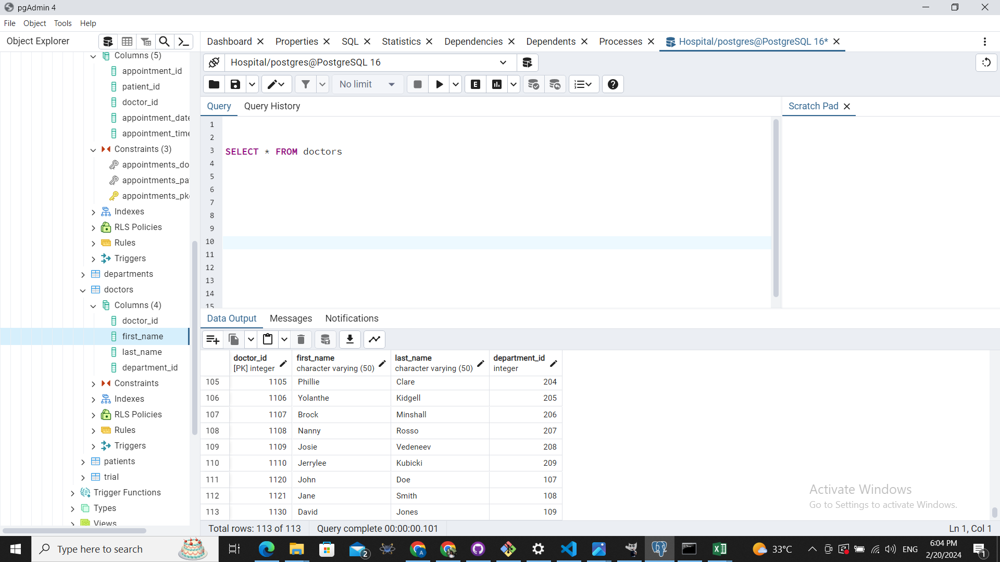 pgAdmin 4
File Object Tools Help
Object Explorer
Dashboard Properties SQL Statistics Dependencies Dependents Processes Hospital/postgres@PostgreSQL 16*
Columns (5)
appointment_id
patient_id
doctor_id
appointment_date
appointment_time
Constraints (3)
appointments_do
appointments_pa
appointments_pk
Indexes
RLS Policies
Rules
Triggers
departments
doctors
Columns (4)
doctor_id
first_name
last_name
department_id
Constraints
Indexes
RLS Policies
Rules
Triggers
patients
trial
Trigger Functions
Types
Views
Hospital/postgres@PostgreSQL 16
No limit
E
Query Query History
Scratch Pad
1
2
3 SELECT * FROM doctors
4
5
6
7
8
9
10
11
12
13
14
15
Data Output Messages Notifications
doctor_id first_name last_name department_id
[PK] integer character varying (50) character varying (50) integer
105 1105 Phillie Clare 204
106 1106 Yolanthe Kidgell 205
107 1107 Brock Minshall 206
108 1108 Nanny Rosso 207
109 1109 Josie Vedeneev 208
110 1110 Jerrylee Kubicki 209
111 1120 John Doe 107
112 1121 Jane Smith 108
113 1130 David Jones 109
Activate Windows
Go to Settings to activate Windows.
Total rows: 113 of 113 Query complete 00:00:00.101 Ln 1, Col 1
Type here to search
2
33°C
ENG
6:04 PM
2/20/2024
1